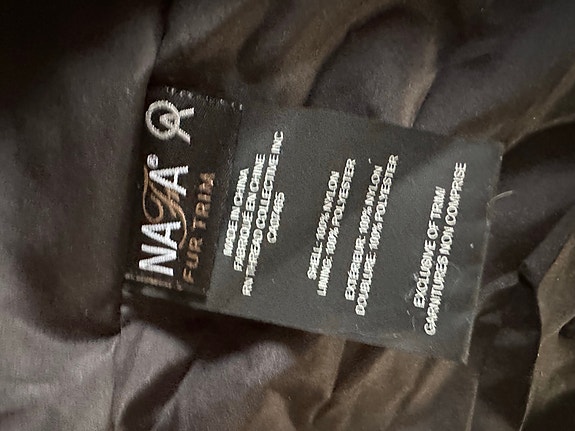 NAFA®
FUR TRIM
MADE IN CHINA
FABRIQUÉ EN CHINE
RN THREAD COLLECTIVE INC
SHELL: 100% NYLON
LINING: 100% POLYESTER
EXTÉRIEUR: 100% NYLON
DOUBLURE: 100% POLYESTER
EXCLUSIVE OF TRIM/
GARNITURES NON COMPRISE